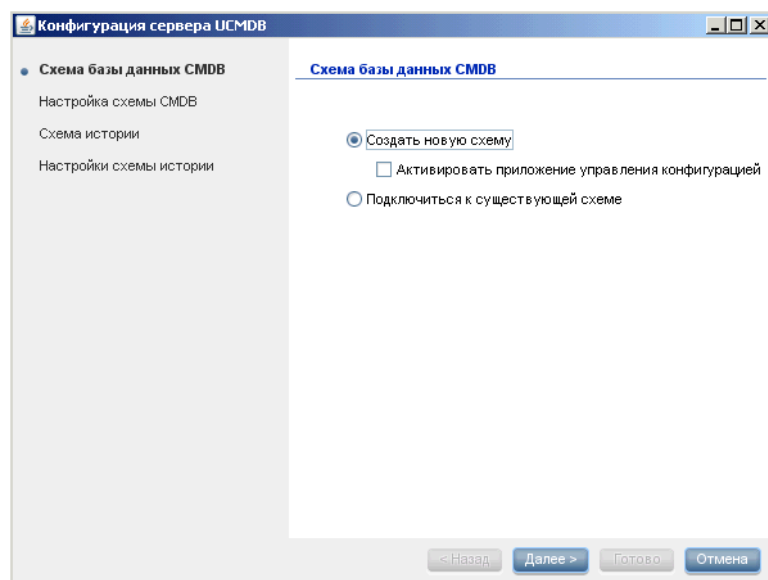 Конфигурация сервера UCMDB
Схема базы данных CMDB
Настройка схемы CMDB
Схема истории
Настройки схемы истории
Схема базы данных CMDB
Создать новую схему
Активировать приложение управления конфигурацией
Подключиться к существующей схеме
< Назад
Далее >
Готово
Отмена